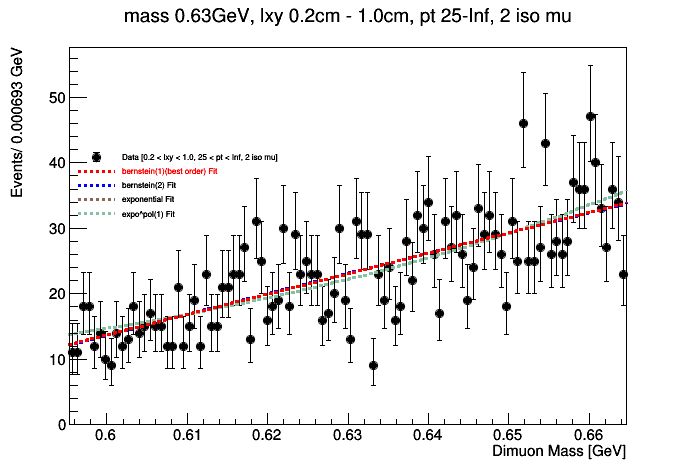 mass 0.63GeV, lxy 0.2cm - 1.0cm, pt 25-Inf, 2 iso mu
Events/ 0.000693 GeV
50
40
30
20
10
0
Data [0.2 < lxy < 1.0, 25 < pt < Inf, 2 iso mu]
bernstein(1)(best order) Fit
bernstein(2) Fit
exponential Fit
expo*pol(1) Fit
0.6 0.61 0.62 0.63 0.64 0.65 0.66
Dimuon Mass [GeV]